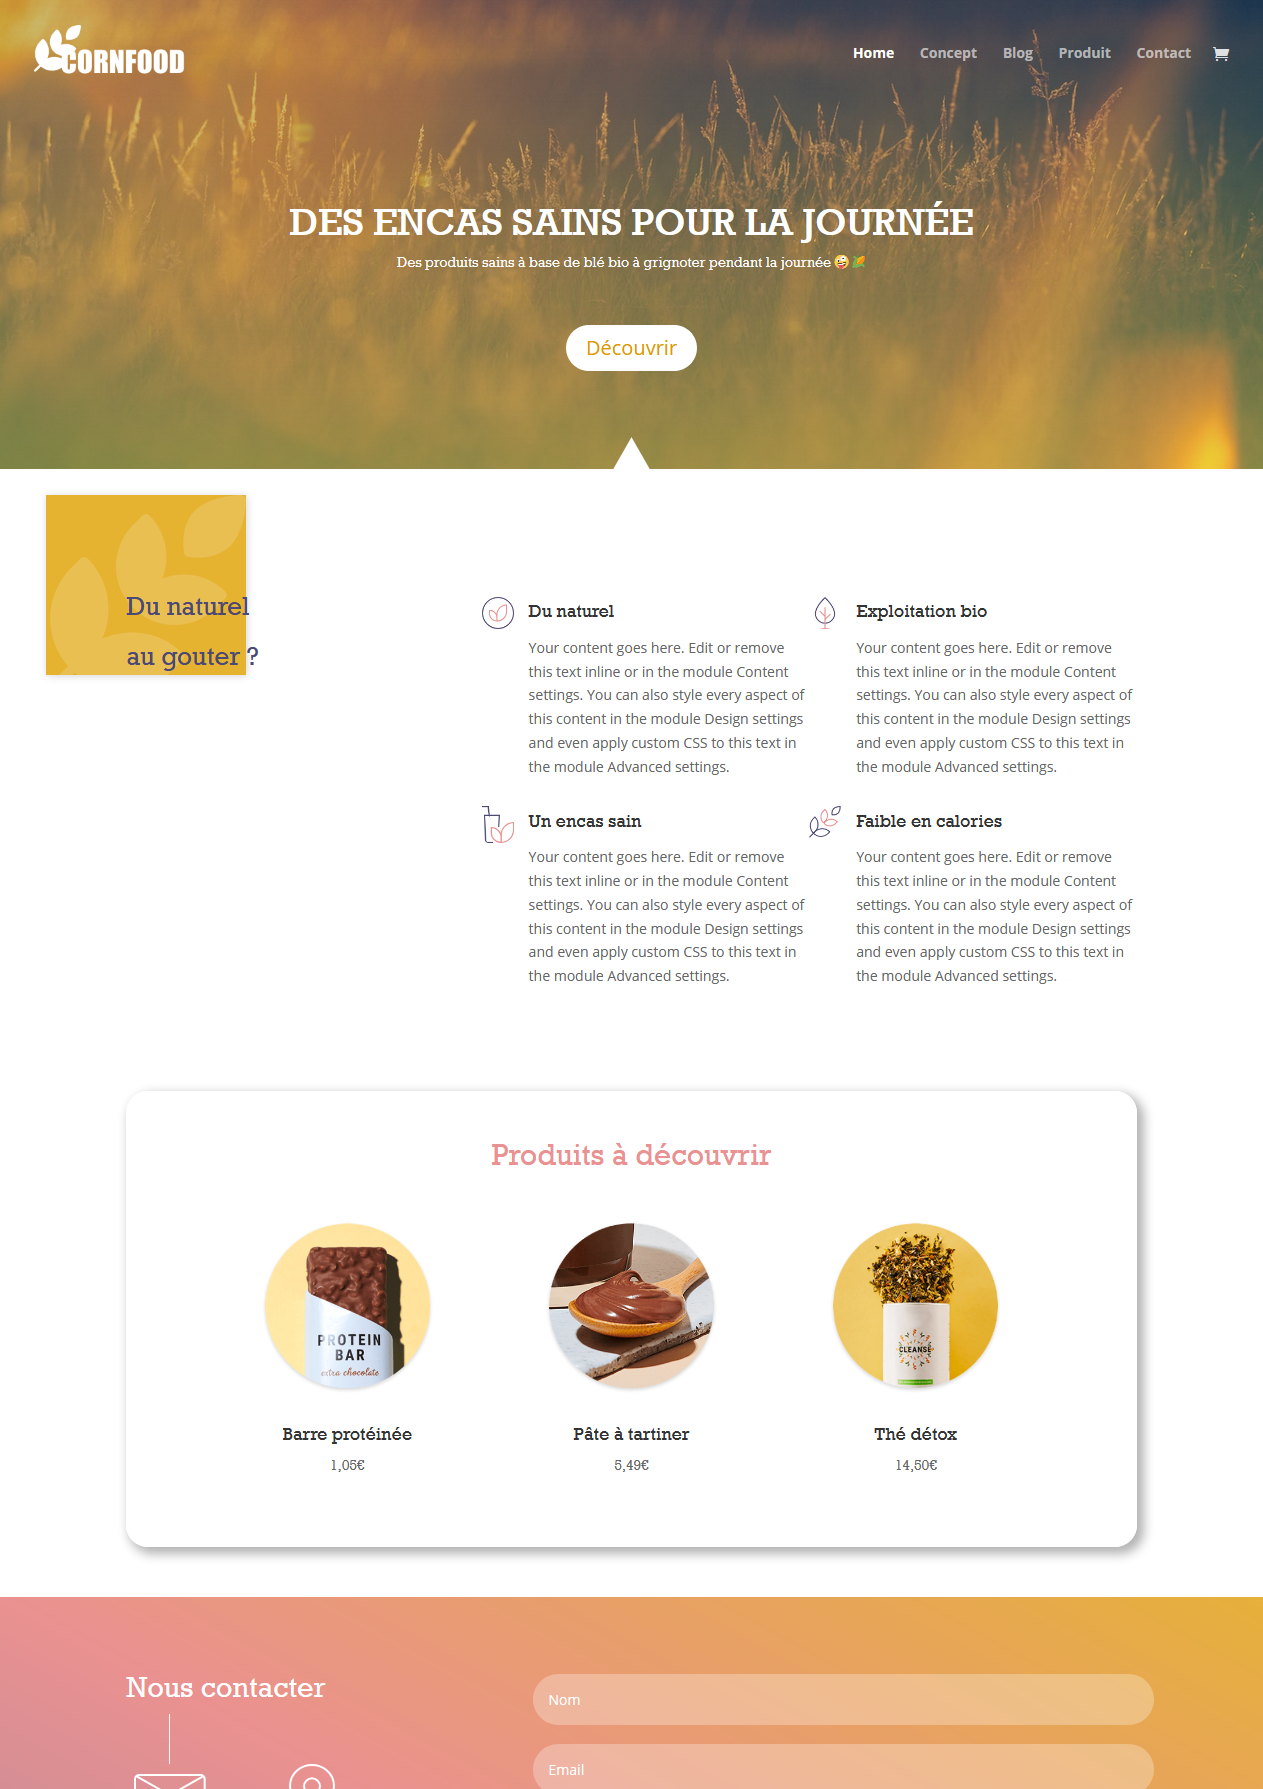 CORNFOOD
Home Concept Blog Produit Contact
DES ENCAS SAINS POUR LA JOURNÉE
Des produits sains à base de blé bio à grignoter pendant la journée 🤪🌽
Découvrir
Du naturel
au gouter ?
Du naturel
Your content goes here. Edit or remove
this text inline or in the module Content
settings. You can also style every aspect of
this content in the module Design settings
and even apply custom CSS to this text in
the module Advanced settings.
Exploitation bio
Your content goes here. Edit or remove
this text inline or in the module Content
settings. You can also style every aspect of
this content in the module Design settings
and even apply custom CSS to this text in
the module Advanced settings.
Un encas sain
Your content goes here. Edit or remove
this text inline or in the module Content
settings. You can also style every aspect of
this content in the module Design settings
and even apply custom CSS to this text in
the module Advanced settings.
Faible en calories
Your content goes here. Edit or remove
this text inline or in the module Content
settings. You can also style every aspect of
this content in the module Design settings
and even apply custom CSS to this text in
the module Advanced settings.
Produits à découvrir
PROTEIN
BAR
extra chocolate
CLEANSE
Barre protéinée
1,05€
Pâte à tartiner
5,49€
Thé détox
14,50€
Nous contacter
Nom
Email